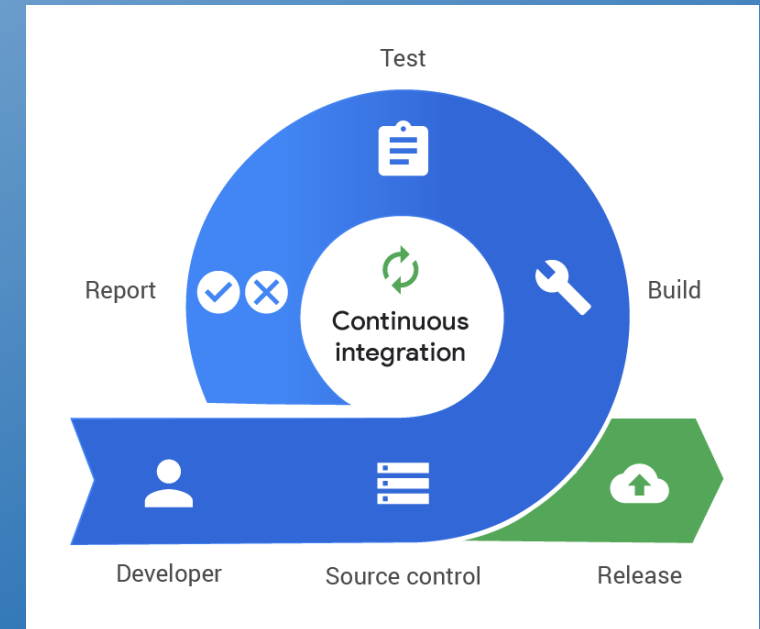 Test
Report
Build
Continuous
integration
Developer
Source control
Release